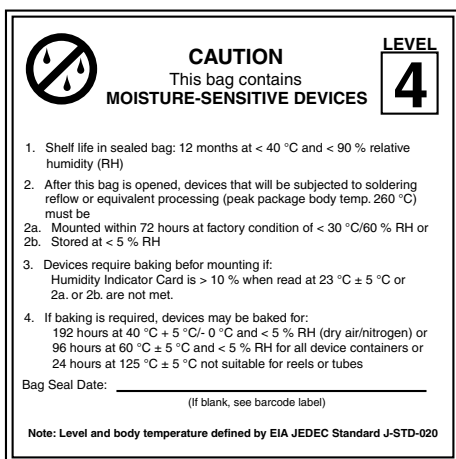 CAUTION
This bag contains
MOISTURE-SENSITIVE DEVICES
LEVEL
4
1. Shelf life in sealed bag: 12 months at < 40 °C and < 90 % relative
humidity (RH)
2. After this bag is opened, devices that will be subjected to soldering
reflow or equivalent processing (peak package body temp. 260 °C)
must be
2a. Mounted within 72 hours at factory condition of < 30 °C/60 % RH or
2b. Stored at < 5 % RH
3. Devices require baking befor mounting if:
Humidity Indicator Card is > 10 % when read at 23 °C ± 5 °C or
2a. or 2b. are not met.
4. If baking is required, devices may be baked for:
192 hours at 40 °C + 5 °C/- 0 °C and < 5 % RH (dry air/nitrogen) or
96 hours at 60 °C ± 5 °C and < 5 % RH for all device containers or
24 hours at 125 °C ± 5 °C not suitable for reels or tubes
Bag Seal Date:
(If blank, see barcode label)
Note: Level and body temperature defined by EIA JEDEC Standard J-STD-020